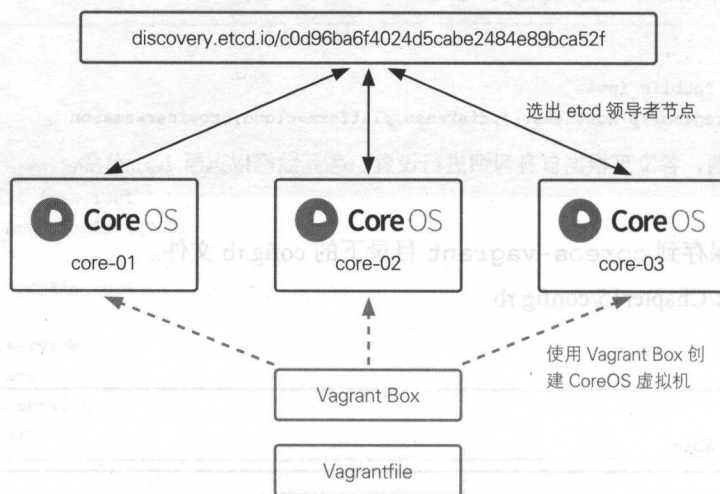 discovery.etcd.io/c0d96ba6f4024d5cabe2484e89bca52f
选出 etcd 领导者节点
CoreOS
core-01
CoreOS
core-02
CoreOS
core-03
使用 Vagrant Box 创
建 CoreOS 虚拟机
Vagrant Box
Vagrantfile